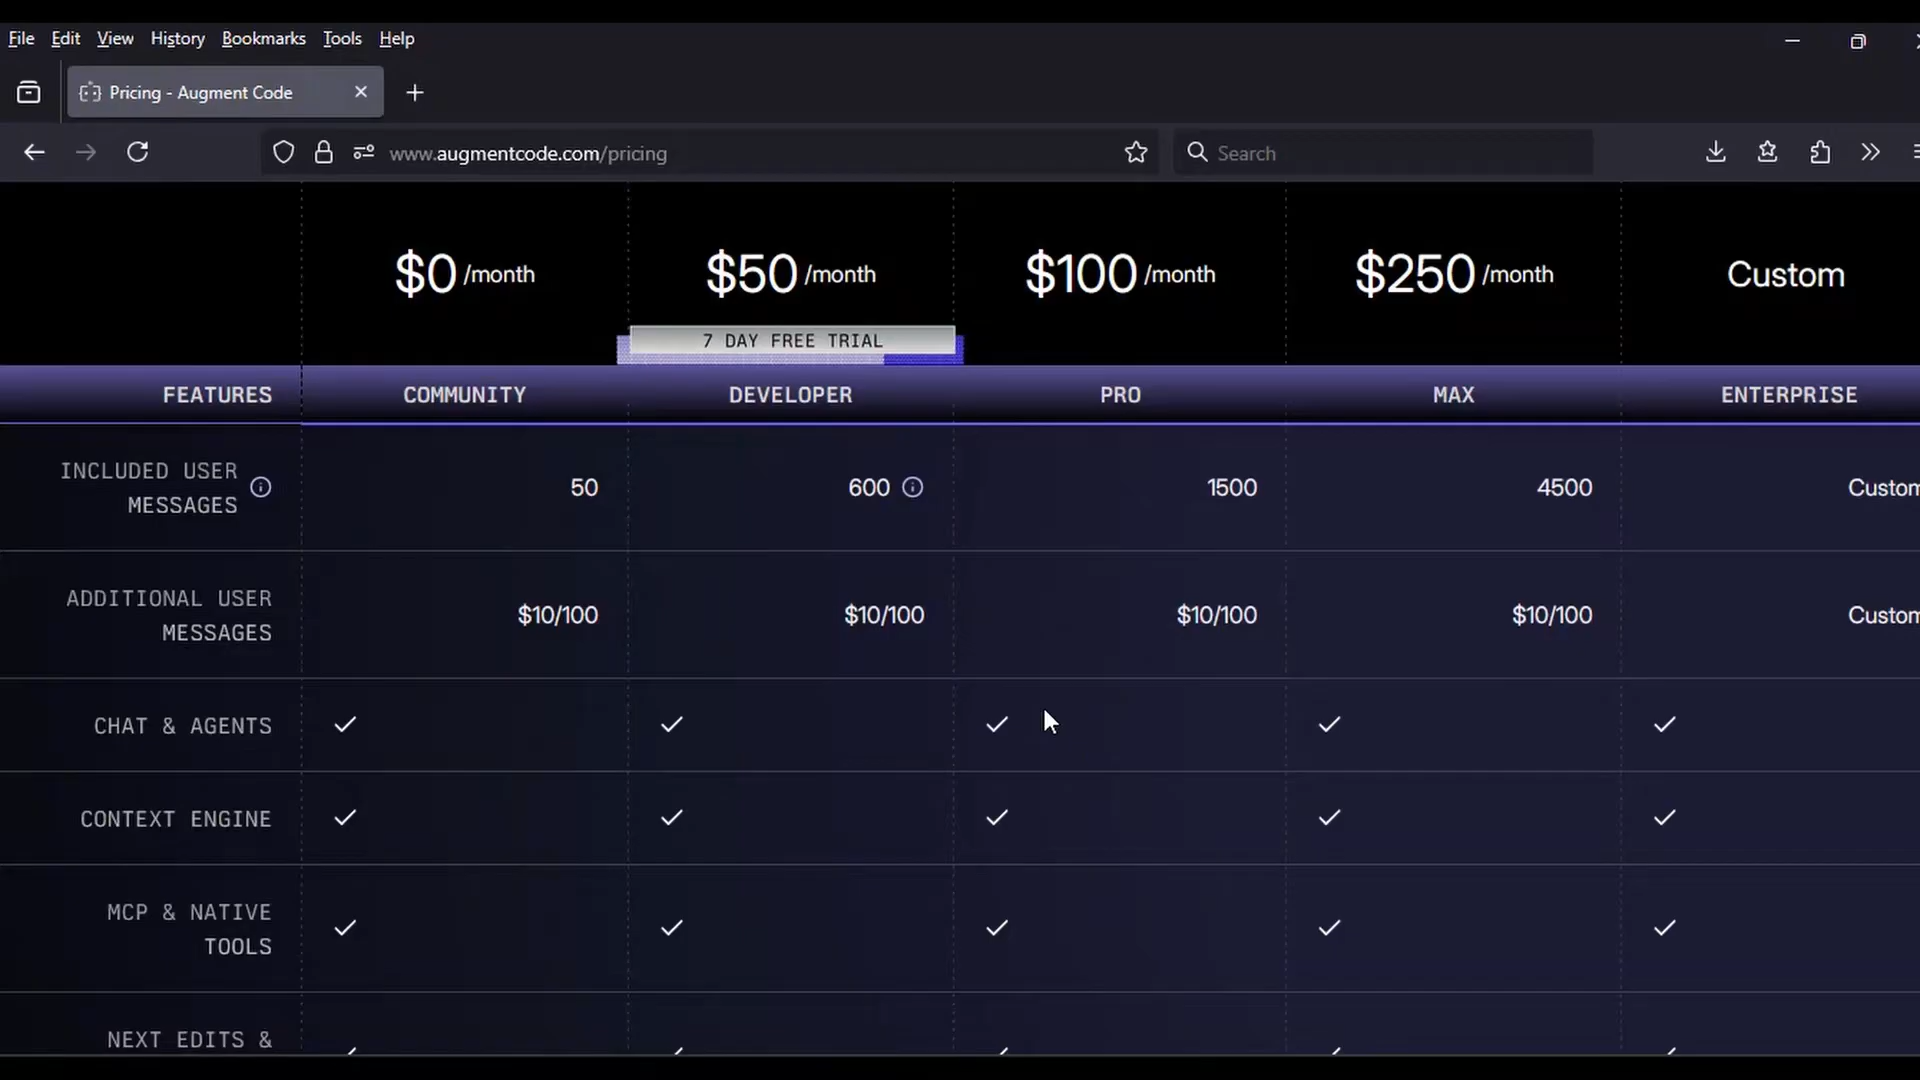 File Edit View History Bookmarks Tools Help
Pricing - Augment Code
www.augmentcode.com/pricing
Search
$0 /month $50 /month $100 /month $250 /month Custom
7 DAY FREE TRIAL
FEATURES COMMUNITY DEVELOPER PRO MAX ENTERPRISE
INCLUDED USER
MESSAGES
50 600 1500 4500 Custom
ADDITIONAL USER
MESSAGES
$10/100 $10/100 $10/100 $10/100 Custom
CHAT & AGENTS
CONTEXT ENGINE
MCP & NATIVE
TOOLS
NEXT EDITS &